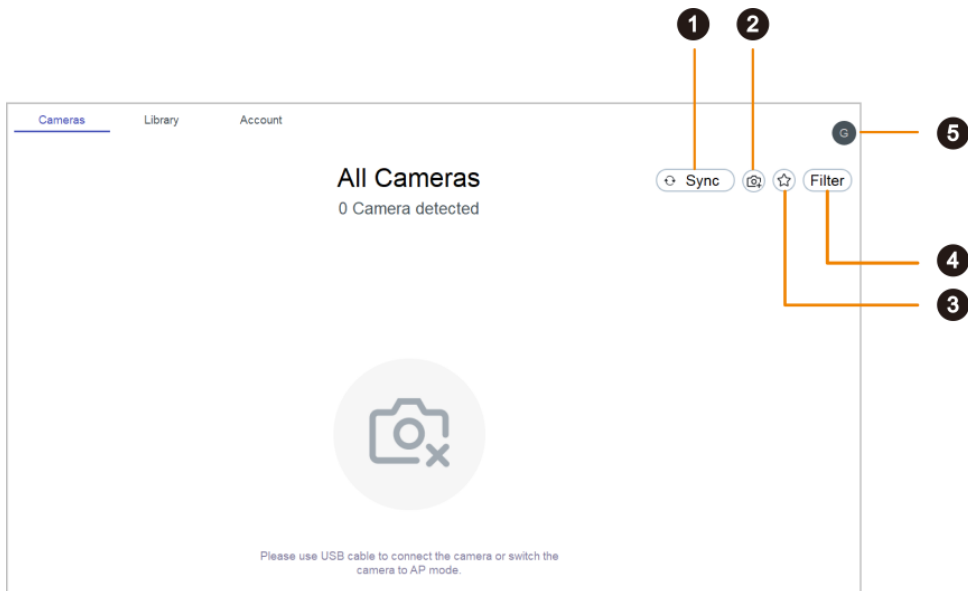 1 2
Cameras Library Account
G 5
All Cameras Sync Filter
0 Camera detected
4
3
Please use USB cable to connect the camera or switch the
camera to AP mode.